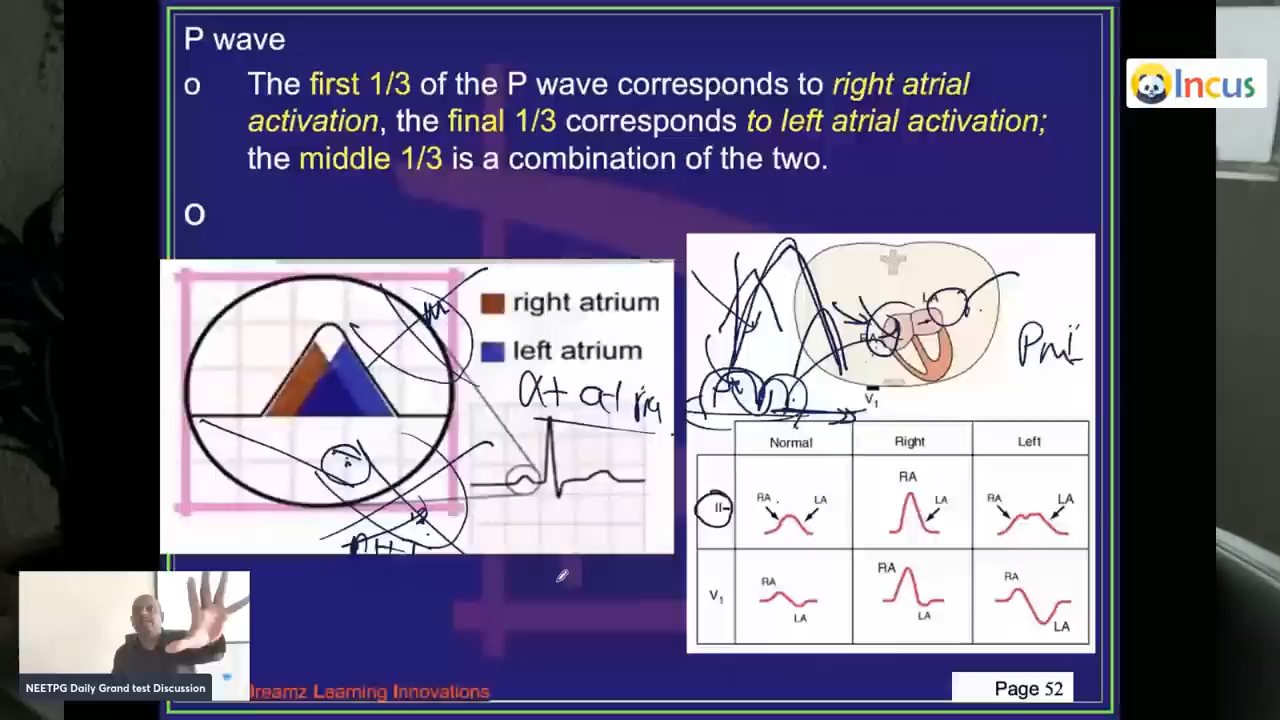 P wave
Incus
o The first 1/3 of the P wave corresponds to right atrial
activation, the final 1/3 corresponds to left atrial activation;
the middle 1/3 is a combination of the two.
o
right atrium
left atrium
LA
V1
Normal Right Left
II
RA LA
RA LA
RA LA
V1
RA LA
RA LA
RA LA
NEETPG Daily Grand test Discussion
Dreamz Learning Innovations
Page 52